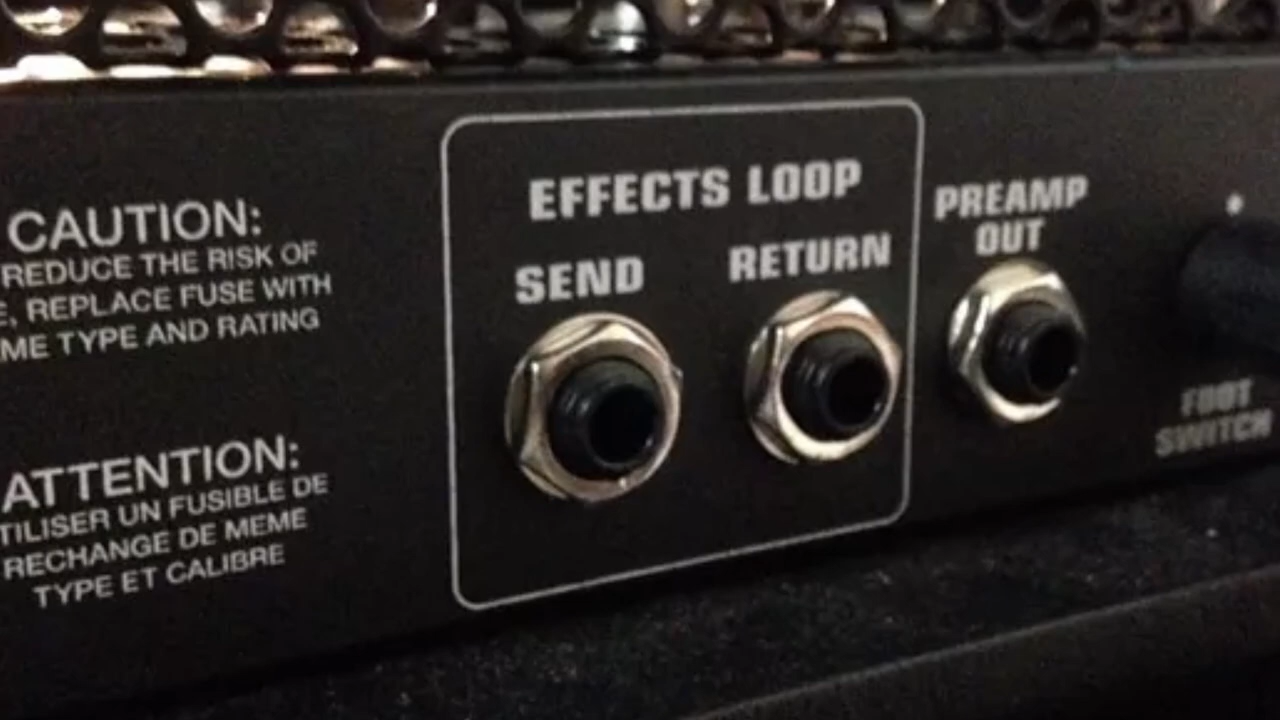 CAUTION:
REDUCE THE RISK OF
E, REPLACE FUSE WITH
ME TYPE AND RATING
ATTENTION:
TILISER UN FUSIBLE DE
RECHANGE DE MEME
TYPE ET CALIBRE
EFFECTS LOOP
SEND
RETURN
PREAMP
OUT
FOOT
SWITCH